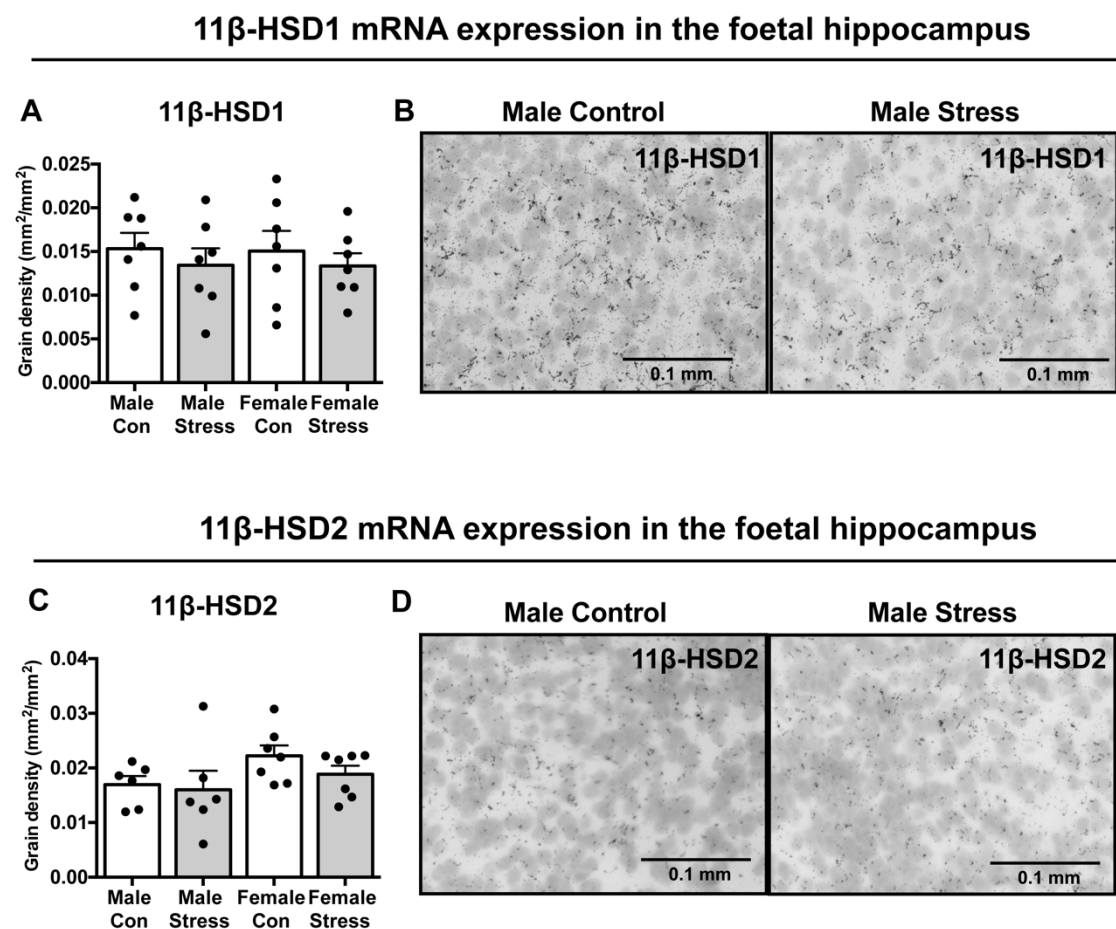 11β-HSD1 mRNA expression in the foetal hippocampus
A
11β-HSD1
Grain density (mm²/mm²)
0.025
0.020
0.015
0.010
0.005
0.000
Male Con
Male Stress
Female Con
Female Stress
B
Male Control
11β-HSD1
0.1 mm
Male Stress
11β-HSD1
0.1 mm
11β-HSD2 mRNA expression in the foetal hippocampus
C
11β-HSD2
Grain density (mm²/mm²)
0.04
0.03
0.02
0.01
0.00
Male Con
Male Stress
Female Con
Female Stress
D
Male Control
11β-HSD2
0.1 mm
Male Stress
11β-HSD2
0.1 mm